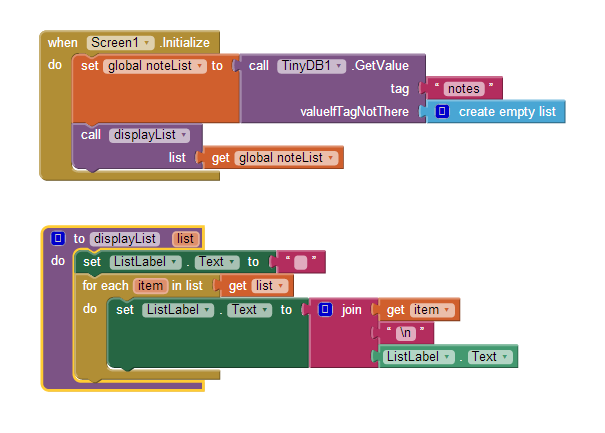 when Screen1 .Initialize
do set global noteList to call TinyDB1 .GetValue
tag “ notes ”
valueIfTagNotThere create empty list
call displayList
list get global noteList
to displayList list
do set ListLabel . Text to “ ”
for each item in list get list
do set ListLabel . Text to join get item
“ \n ”
ListLabel . Text